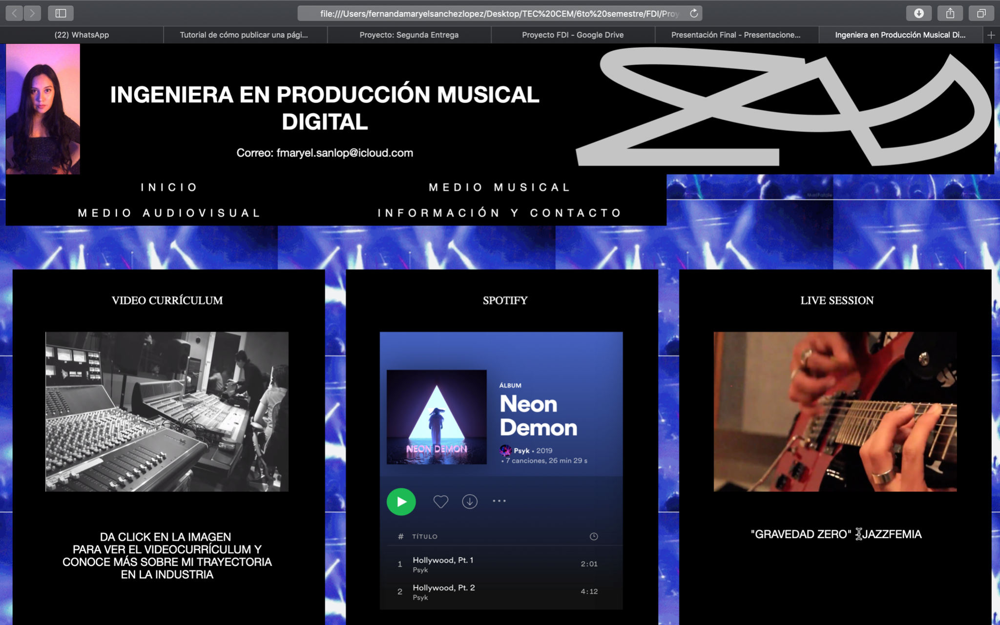 file:///Users/fernandamaryelsanchezlopez/Desktop/TEC%20CEM/6to%20semestre/FDI/Proy
(22) WhatsApp
Tutorial de cómo publicar una pági...
Proyecto: Segunda Entrega
Proyecto FDI - Google Drive
Presentación Final - Presentacione...
Ingeniera en Producción Musical Di...
INGENIERA EN PRODUCCIÓN MUSICAL
DIGITAL
Correo: fmaryel.sanlop@icloud.com
INICIO
MEDIO MUSICAL
MEDIO AUDIOVISUAL
INFORMACIÓN Y CONTACTO
VIDEO CURRÍCULUM
DA CLICK EN LA IMAGEN
PARA VER EL VIDEOCURRÍCULUM Y
CONOCE MÁS SOBRE MI TRAYECTORIA
EN LA INDUSTRIA
SPOTIFY
NEON DEMON
ÁLBUM
Neon
Demon
Psyk • 2019
• 7 canciones, 26 min 29 s
# TÍTULO
1 Hollywood, Pt. 1 2:01
Psyk
2 Hollywood, Pt. 2 4:12
Psyk
LIVE SESSION
"GRAVEDAD ZERO" - JAZZFEMIA